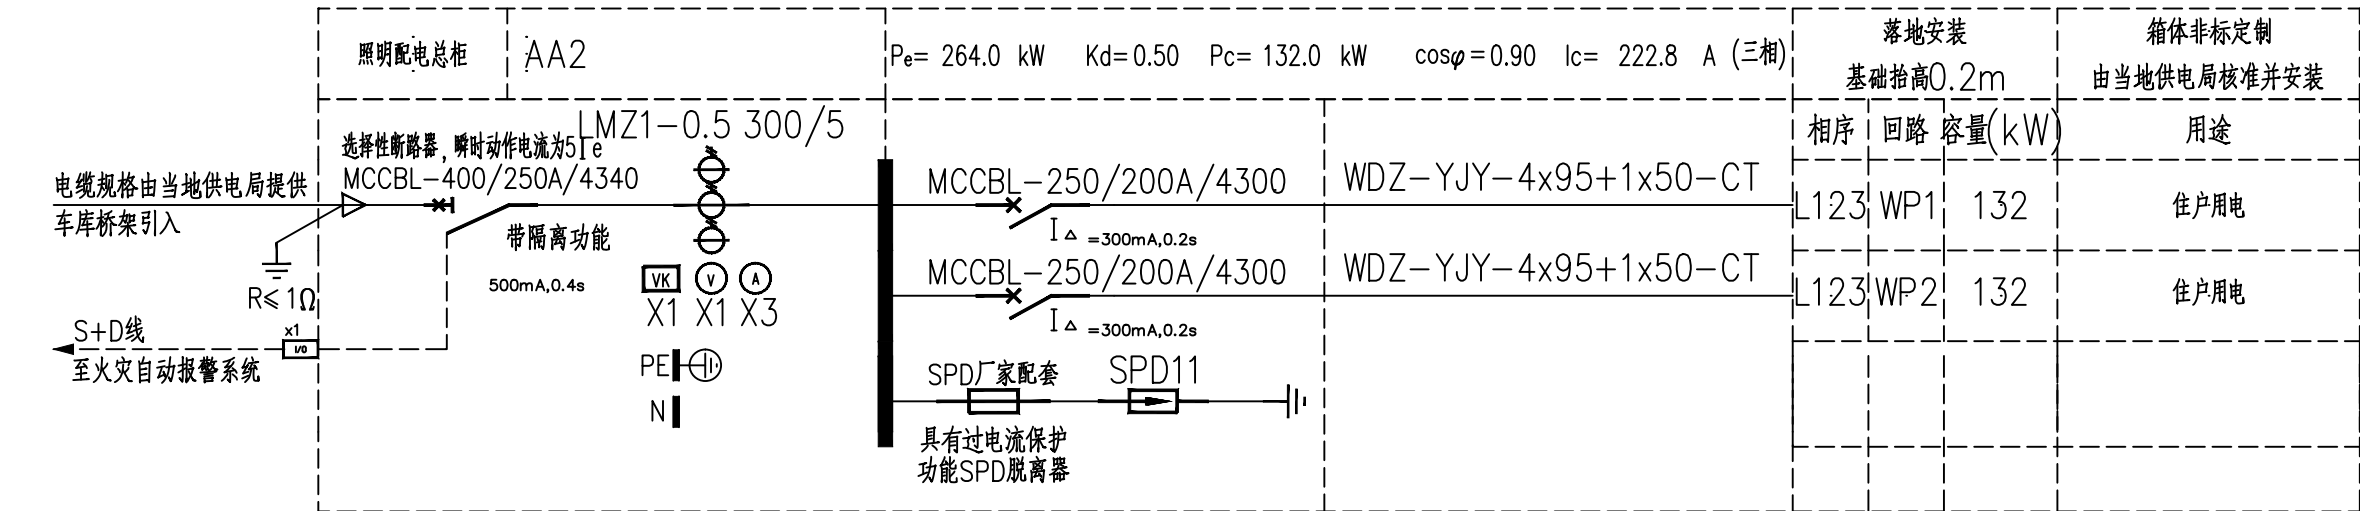 照明配电总柜
AA2
Pe= 264.0 kW Kd=0.50 Pc= 132.0 kW cosφ=0.90 Ic= 222.8 A (三相)
落地安装
基础抬高0.2m
箱体非标定制
由当地供电局核准并安装
相序 回路 容量(kW) 用途
LMZ1-0.5 300/5
选择性断路器,瞬时动作电流为5Ie
MCCBL-400/250A/4340
电缆规格由当地供电局提供
车库桥架引入
带隔离功能
500mA,0.4s
R≤1Ω
S+D线
x1
I/O
至火灾自动报警系统
VK V A
X1 X1 X3
PE
N
MCCBL-250/200A/4300
WDZ-YJY-4x95+1x50-CT
L123 WP1 132 住户用电
I△ =300mA,0.2s
MCCBL-250/200A/4300
WDZ-YJY-4x95+1x50-CT
L123 WP2 132 住户用电
I△ =300mA,0.2s
SPD厂家配套
SPD11
具有过电流保护
功能SPD脱离器